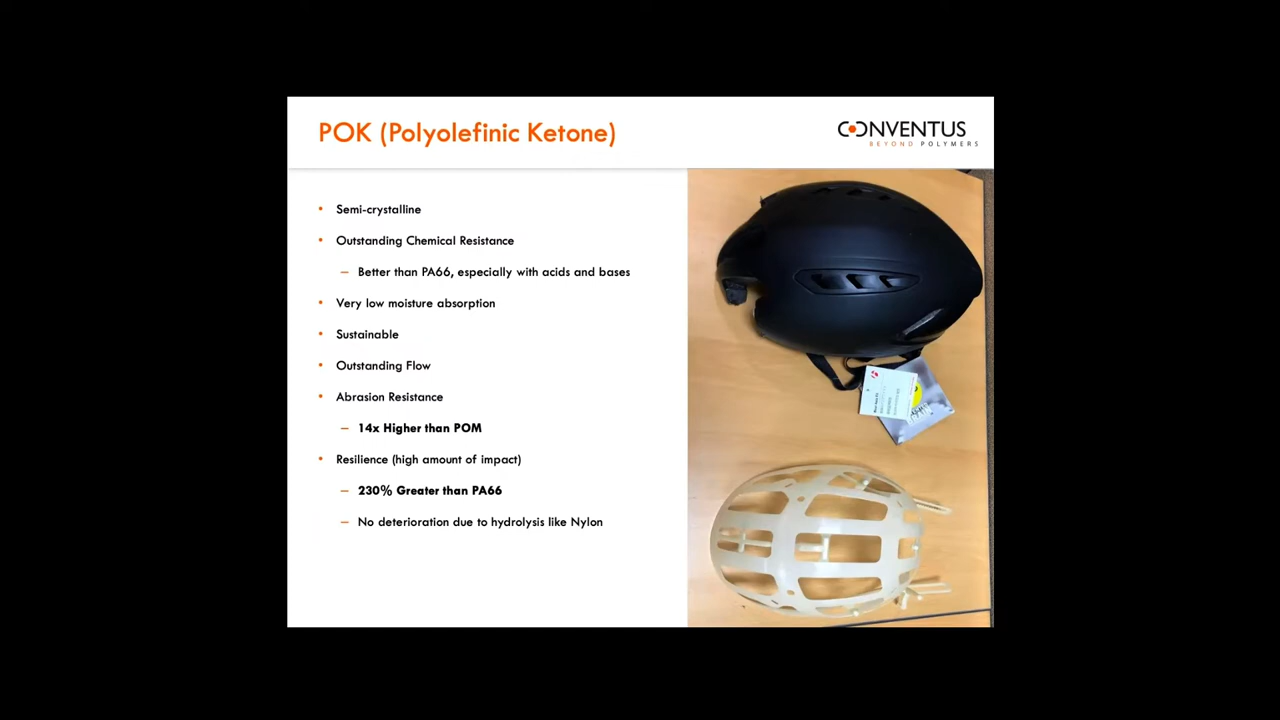 POK (Polyolefinic Ketone)
CONVENTUS
BEYOND POLYMERS
• Semi-crystalline
• Outstanding Chemical Resistance
– Better than PA66, especially with acids and bases
• Very low moisture absorption
• Sustainable
• Outstanding Flow
• Abrasion Resistance
– 14x Higher than POM
• Resilience (high amount of impact)
– 230% Greater than PA66
– No deterioration due to hydrolysis like Nylon